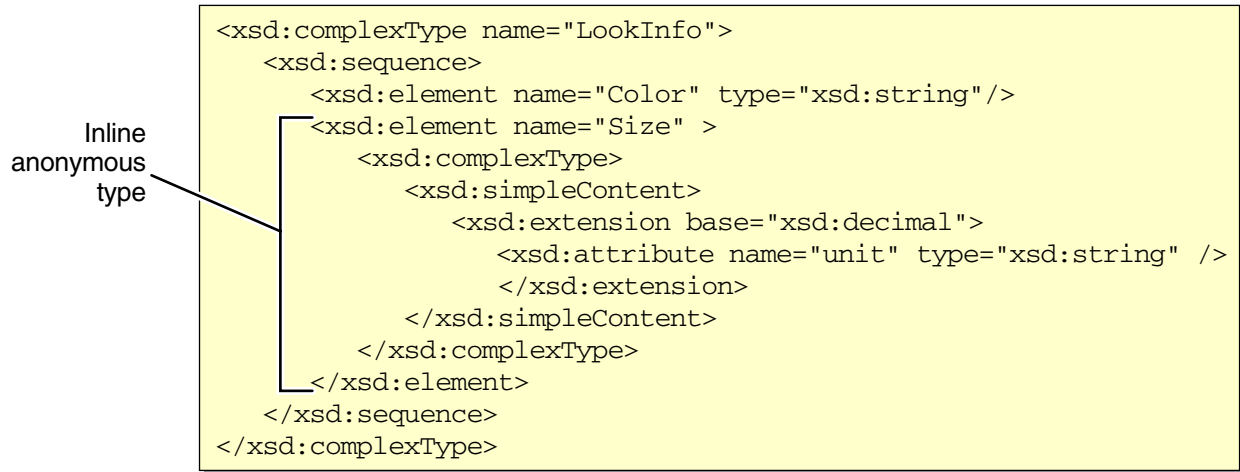 <xsd:complexType name="LookInfo">
<xsd:sequence>
<xsd:element name="Color" type="xsd:string"/>
<xsd:element name="Size" >
<xsd:complexType>
<xsd:simpleContent>
<xsd:extension base="xsd:decimal">
<xsd:attribute name="unit" type="xsd:string" />
</xsd:extension>
</xsd:simpleContent>
</xsd:complexType>
</xsd:element>
</xsd:sequence>
</xsd:complexType>
Inline
anonymous
type